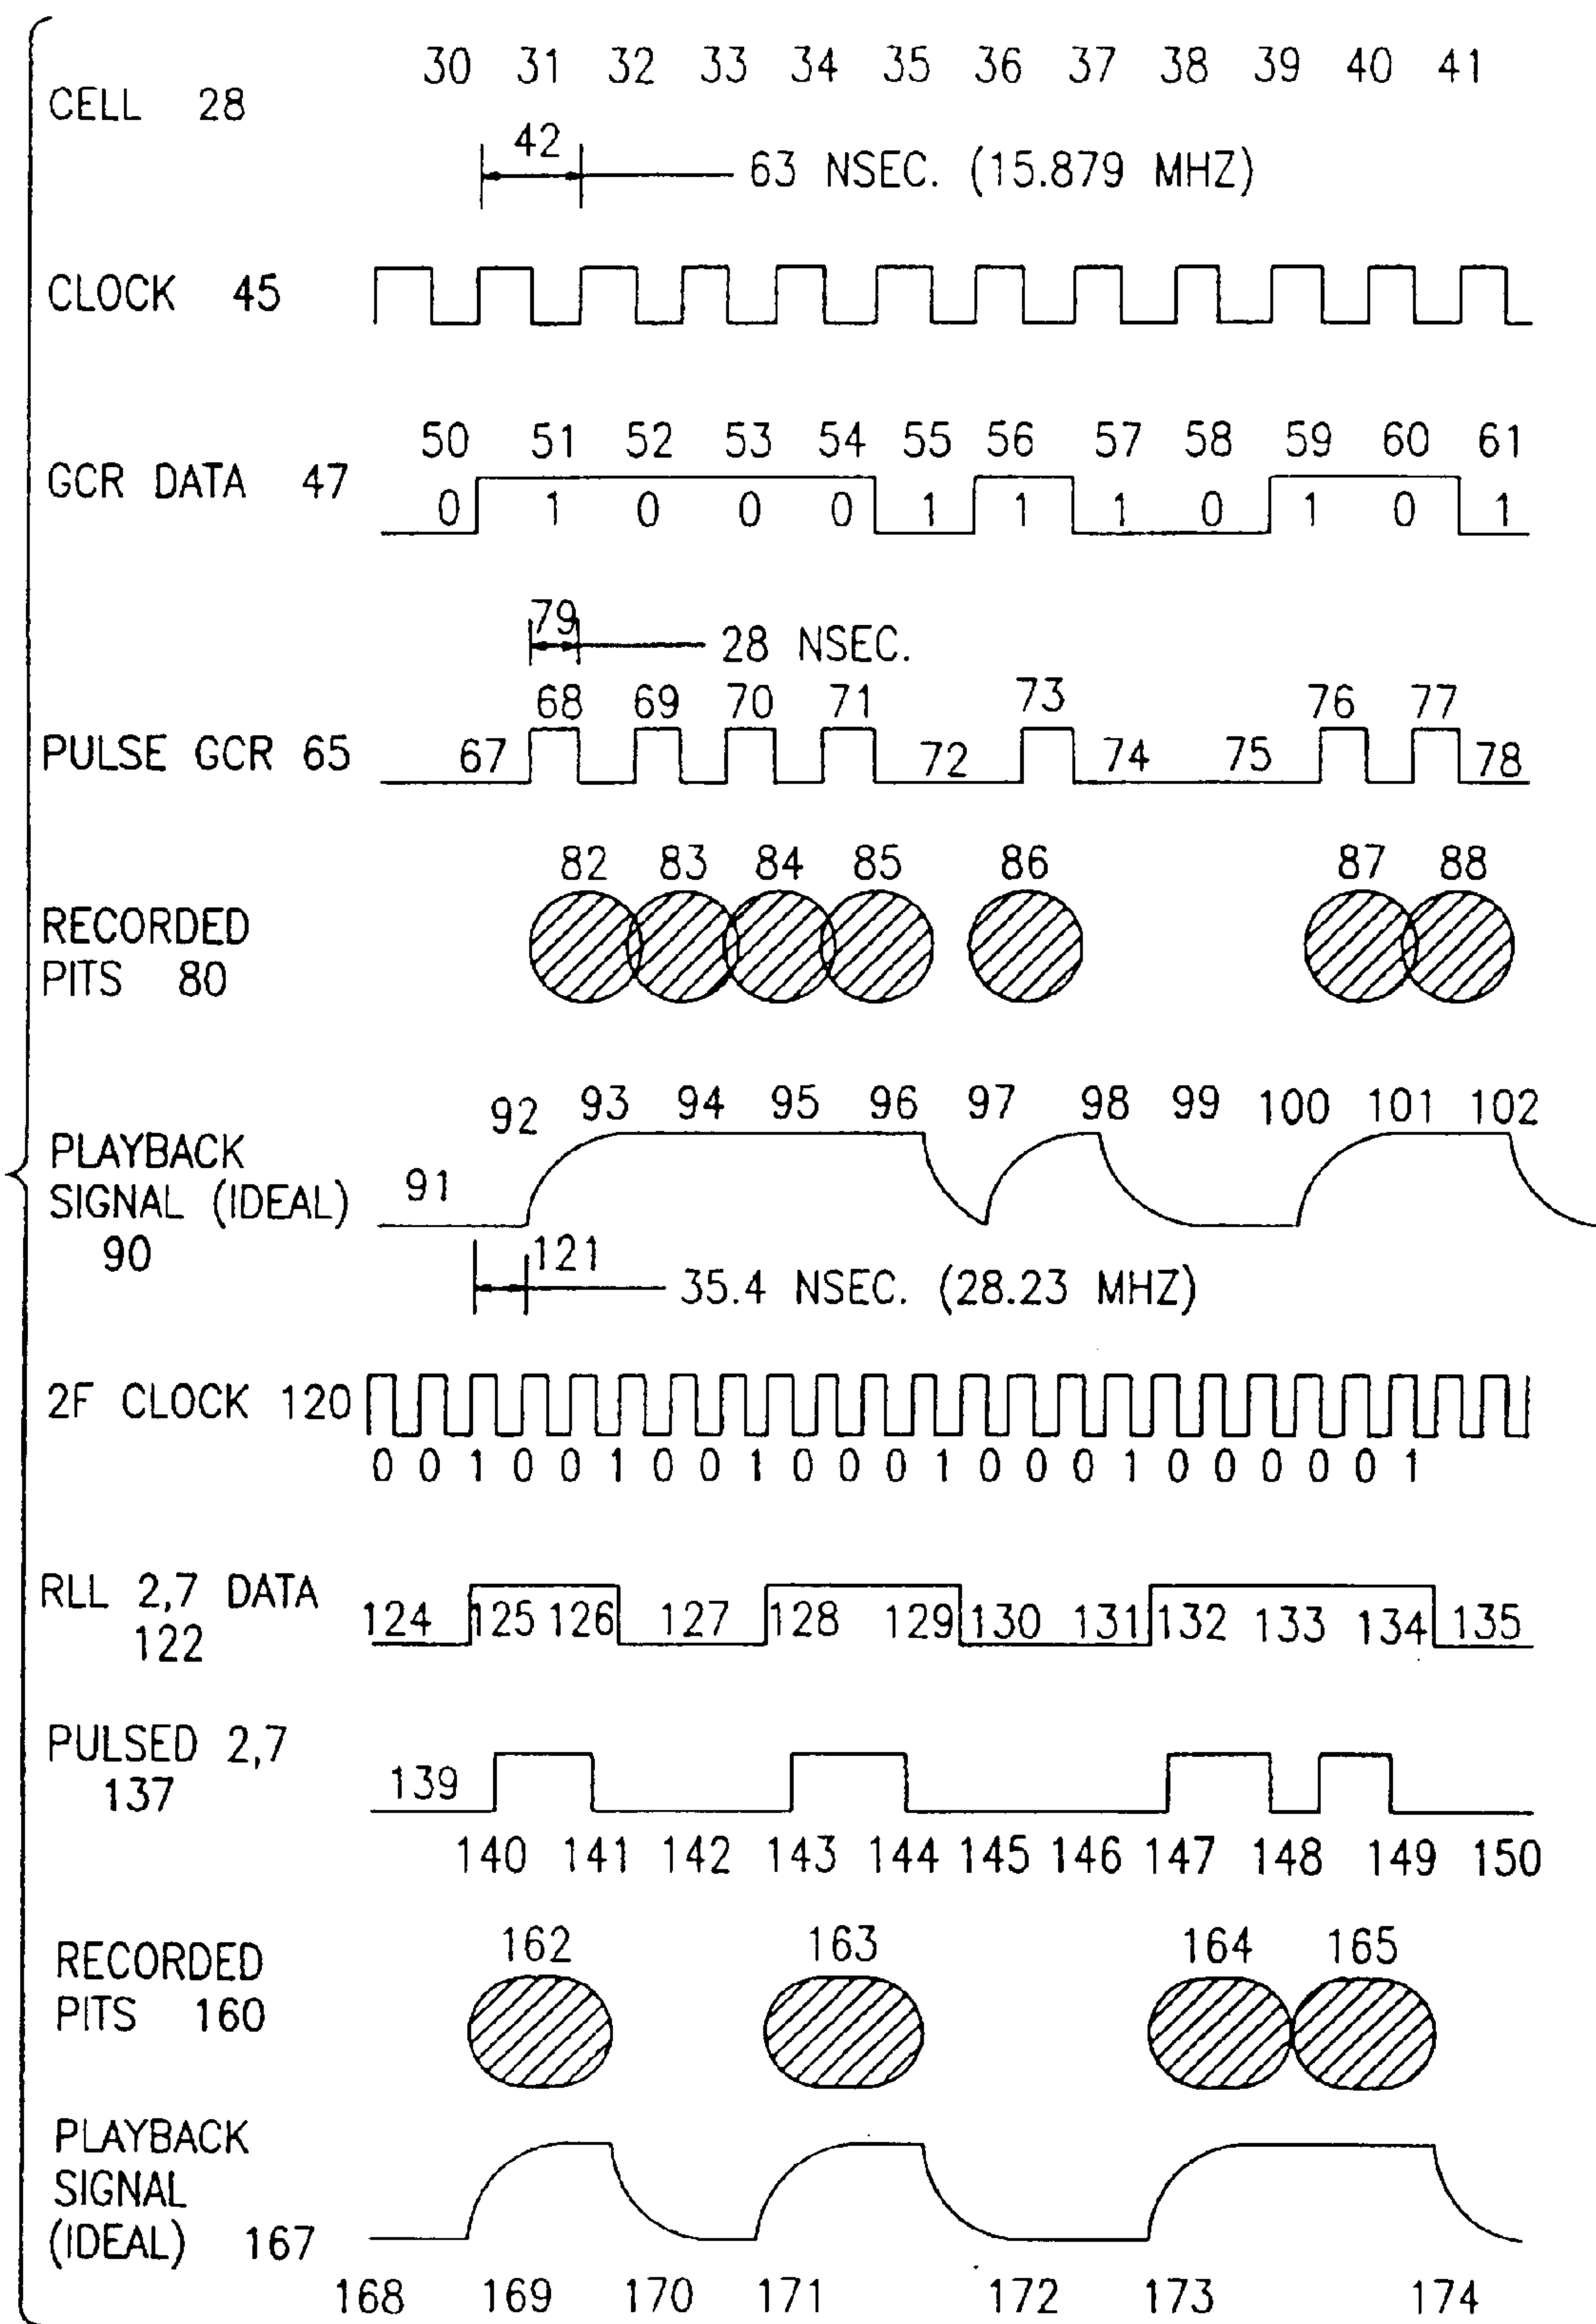 30 31 32 33 34 35 36 37 38 39 40 41
CELL 28
42
63 NSEC. (15.879 MHZ)
CLOCK 45
50 51 52 53 54 55 56 57 58 59 60 61
GCR DATA 47
0 1 0 0 0 1 1 1 0 1 0 1
79
28 NSEC.
68 69 70 71 73 76 77
PULSE GCR 65
67 72 74 75 78
82 83 84 85 86 87 88
RECORDED
PITS 80
92 93 94 95 96 97 98 99 100 101 102
PLAYBACK
SIGNAL (IDEAL)
90
91
121
35.4 NSEC. (28.23 MHZ)
2F CLOCK 120
0 0 1 0 0 1 0 0 1 0 0 0 1 0 0 0 1 0 0 0 0 0 1
RLL 2,7 DATA
122
124 125 126 127 128 129 130 131 132 133 134 135
PULSED 2,7
137
139
140 141 142 143 144 145 146 147 148 149 150
162 163 164 165
RECORDED
PITS 160
PLAYBACK
SIGNAL
(IDEAL) 167
168 169 170 171 172 173 174